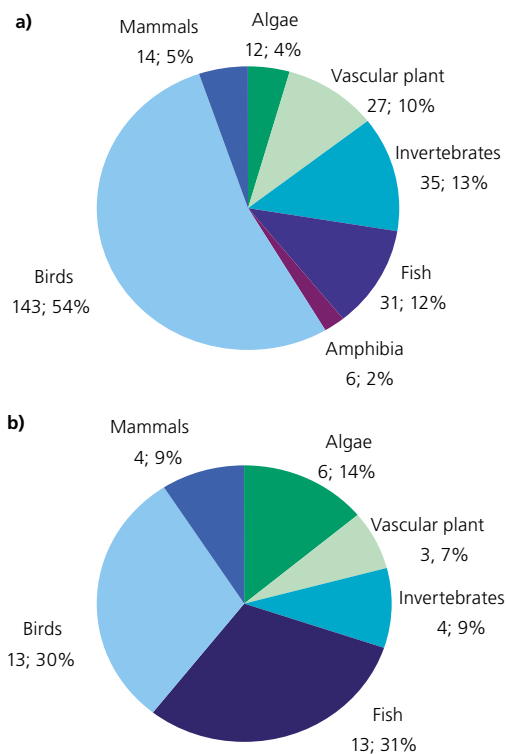 a)
Mammals
14; 5%
Algae
12; 4%
Vascular plant
27; 10%
Invertebrates
35; 13%
Birds
143; 54%
Fish
31; 12%
Amphibia
6; 2%
b)
Mammals
4; 9%
Algae
6; 14%
Vascular plant
3, 7%
Invertebrates
4; 9%
Birds
13; 30%
Fish
13; 31%